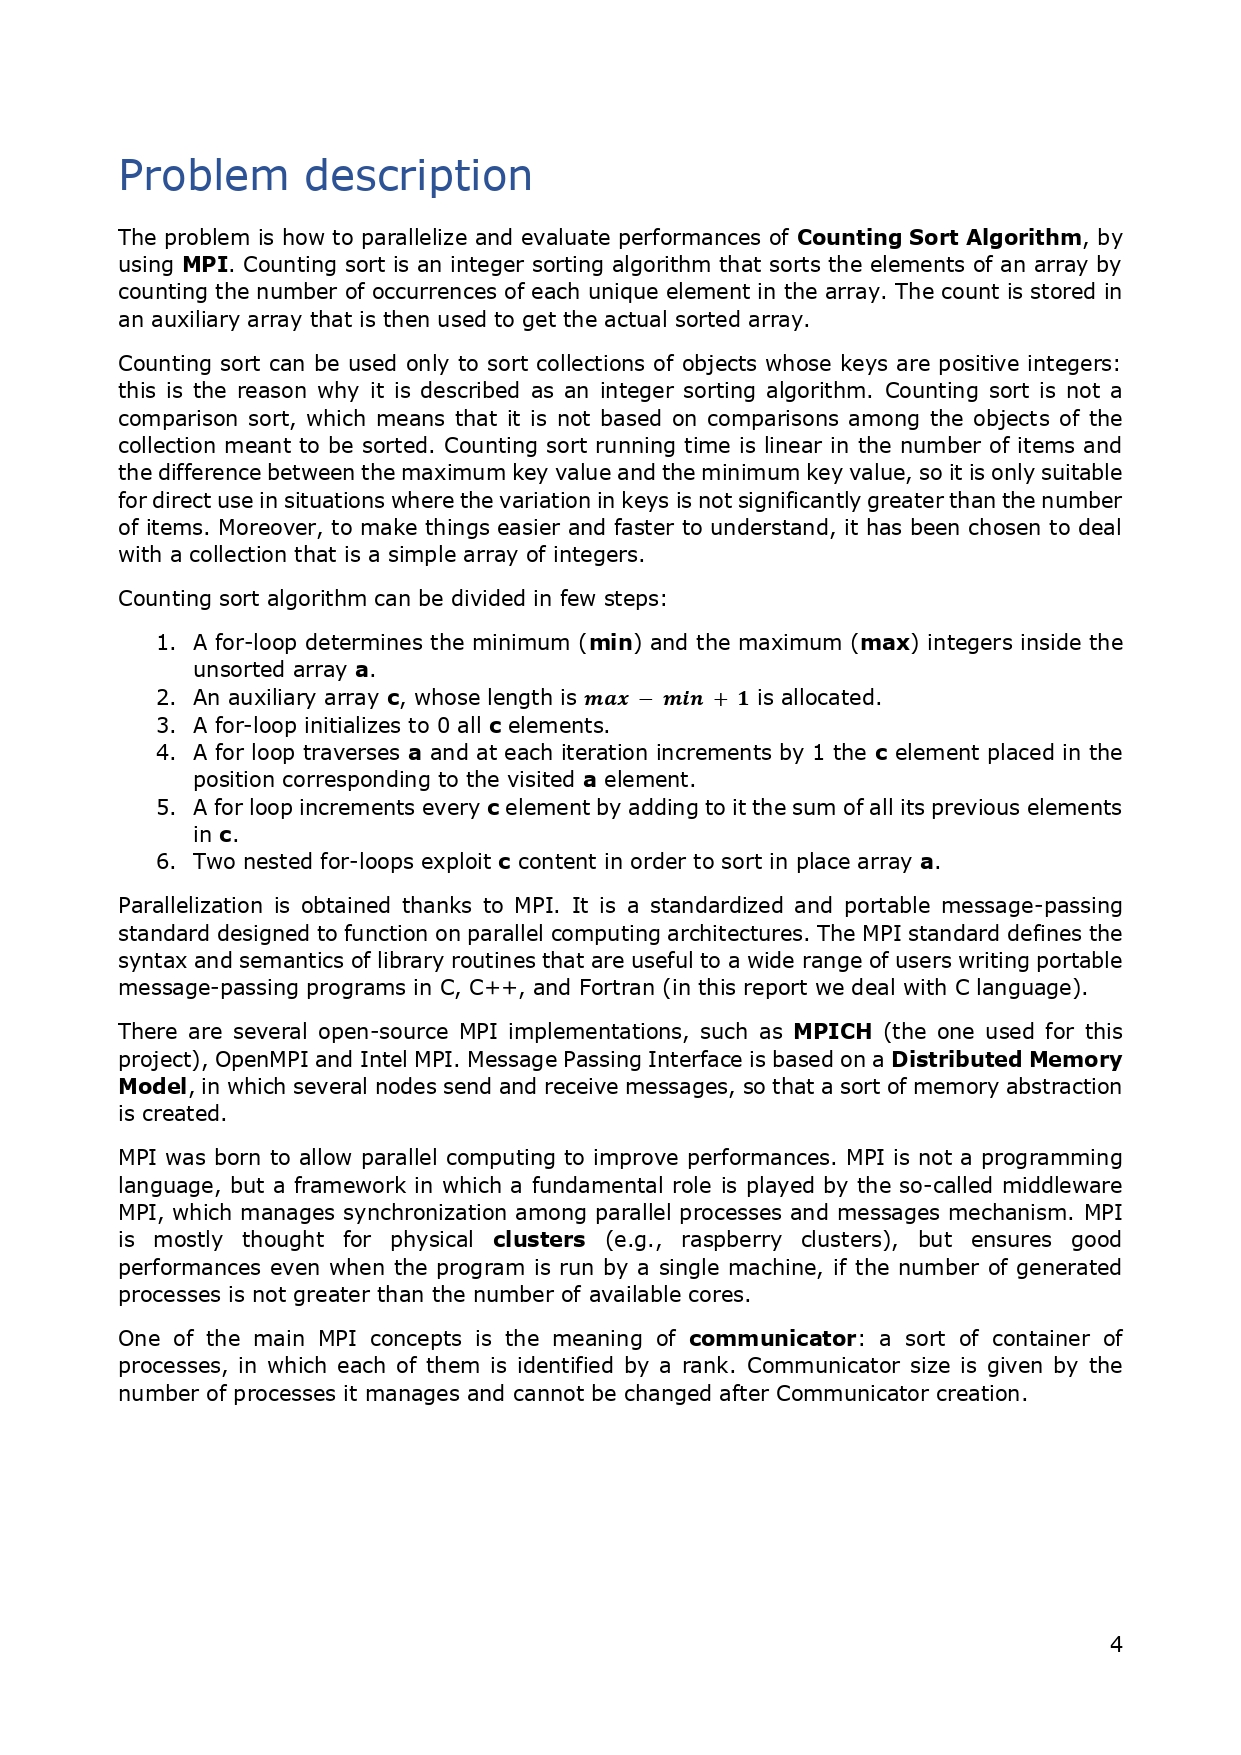 Problem description
The problem is how to parallelize and evaluate performances of Counting Sort Algorithm, by
using MPI. Counting sort is an integer sorting algorithm that sorts the elements of an array by
counting the number of occurrences of each unique element in the array. The count is stored in
an auxiliary array that is then used to get the actual sorted array.
Counting sort can be used only to sort collections of objects whose keys are positive integers:
this is the reason why it is described as an integer sorting algorithm. Counting sort is not a
comparison sort, which means that it is not based on comparisons among the objects of the
collection meant to be sorted. Counting sort running time is linear in the number of items and
the difference between the maximum key value and the minimum key value, so it is only suitable
for direct use in situations where the variation in keys is not significantly greater than the number
of items. Moreover, to make things easier and faster to understand, it has been chosen to deal
with a collection that is a simple array of integers.
Counting sort algorithm can be divided in few steps:
1. A for-loop determines the minimum (min) and the maximum (max) integers inside the
unsorted array a.
2. An auxiliary array c, whose length is max − min + 1 is allocated.
3. A for-loop initializes to 0 all c elements.
4. A for loop traverses a and at each iteration increments by 1 the c element placed in the
position corresponding to the visited a element.
5. A for loop increments every c element by adding to it the sum of all its previous elements
in c.
6. Two nested for-loops exploit c content in order to sort in place array a.
Parallelization is obtained thanks to MPI. It is a standardized and portable message-passing
standard designed to function on parallel computing architectures. The MPI standard defines the
syntax and semantics of library routines that are useful to a wide range of users writing portable
message-passing programs in C, C++, and Fortran (in this report we deal with C language).
There are several open-source MPI implementations, such as MPICH (the one used for this
project), OpenMPI and Intel MPI. Message Passing Interface is based on a Distributed Memory
Model, in which several nodes send and receive messages, so that a sort of memory abstraction
is created.
MPI was born to allow parallel computing to improve performances. MPI is not a programming
language, but a framework in which a fundamental role is played by the so-called middleware
MPI, which manages synchronization among parallel processes and messages mechanism. MPI
is mostly thought for physical clusters (e.g., raspberry clusters), but ensures good
performances even when the program is run by a single machine, if the number of generated
processes is not greater than the number of available cores.
One of the main MPI concepts is the meaning of communicator: a sort of container of
processes, in which each of them is identified by a rank. Communicator size is given by the
number of processes it manages and cannot be changed after Communicator creation.
4